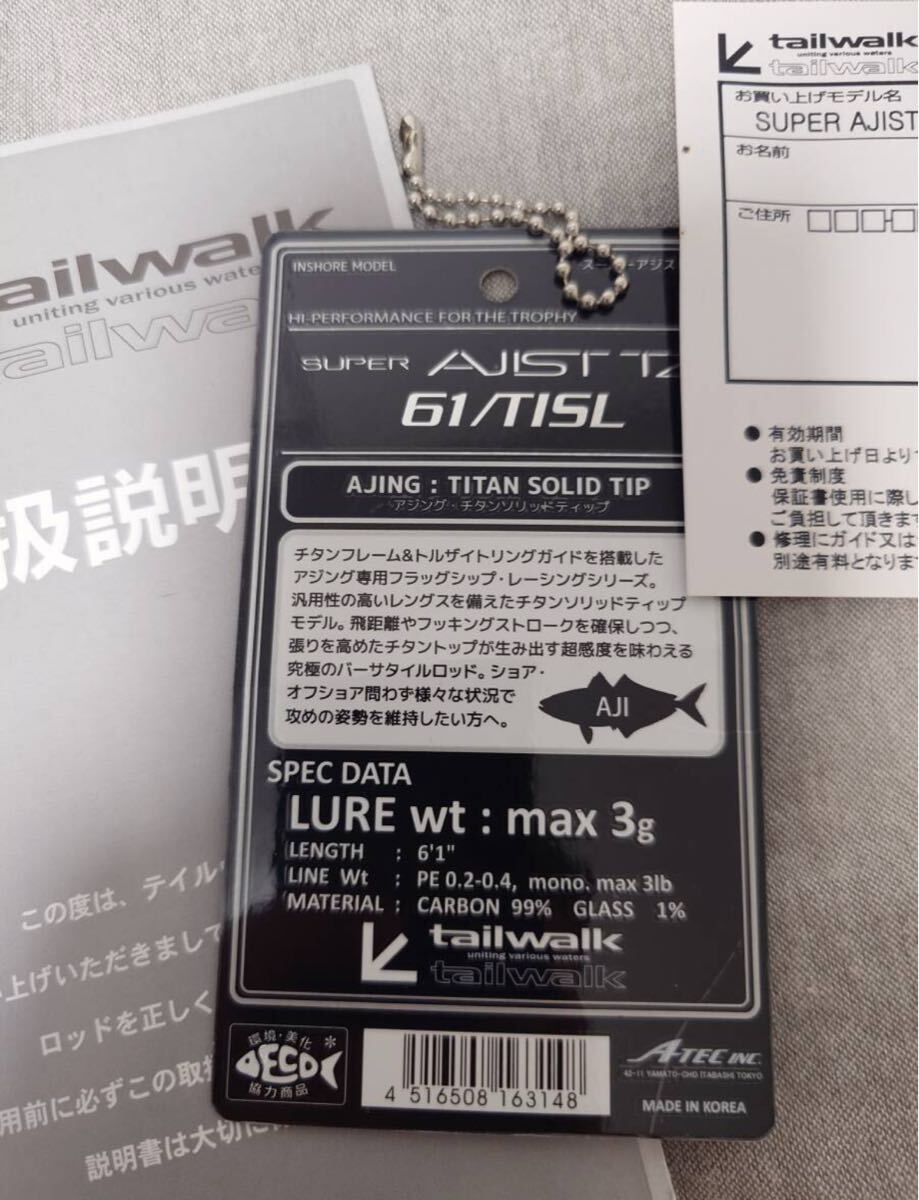 tailwalk
uniting various waters
tailwalk
お買い上げモデル名
SUPER AJIST
お名前
ご住所
● 有効期間
お買い上げ日より
● 免責制度
保証書使用に際し
ご負担して頂きま
● 修理にガイド又は
別途有料となりま
ailwalk
uniting various wate
ailwa
扱説明
この度は、テイル
上げいただきまして
ロッドを正しく
用前に必ずこの取
説明書は大切に
INSHORE MODEL
アジス
HI-PERFORMANCE FOR THE TROPHY
SUPER AJIST TZ
61/TISL
AJING : TITAN SOLID TIP
アジング・チタンソリッドティップ
チタンフレーム&トルザイトリングガイドを搭載した
アジング専用フラッグシップ・レーシングシリーズ。
汎用性の高いレングスを備えたチタンソリッドティップ
モデル。飛距離やフッキングストロークを確保しつつ、
張りを高めたチタントップが生み出す超感度を味わえる
究極のバーサタイルロッド。ショア・
オフショア問わず様々な状況で
攻めの姿勢を維持したい方へ。
AJI
SPEC DATA
LURE wt : max 3g
LENGTH : 6'1"
LINE Wt : PE 0.2-0.4, mono. max 3lb
MATERIAL : CARBON 99% GLASS 1%
tailwalk
uniting various waters
tailwalk
環境・美化
DECO
協力商品
4 516508 163148
A-TEC INC.
42-11 YAMATO-CHO ITABASHI TOKYO
MADE IN KOREA